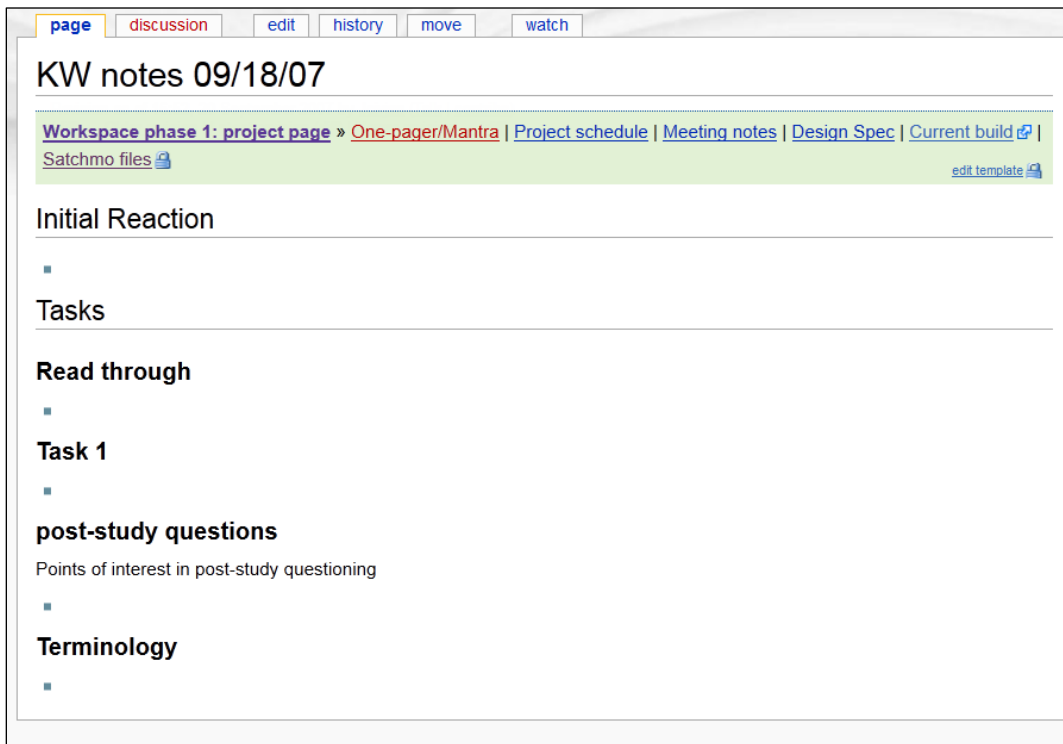 page discussion edit history move watch
KW notes 09/18/07
Workspace phase 1: project page » One-pager/Mantra | Project schedule | Meeting notes | Design Spec | Current build |
Satchmo files
edit template
Initial Reaction
Tasks
Read through
Task 1
post-study questions
Points of interest in post-study questioning
Terminology